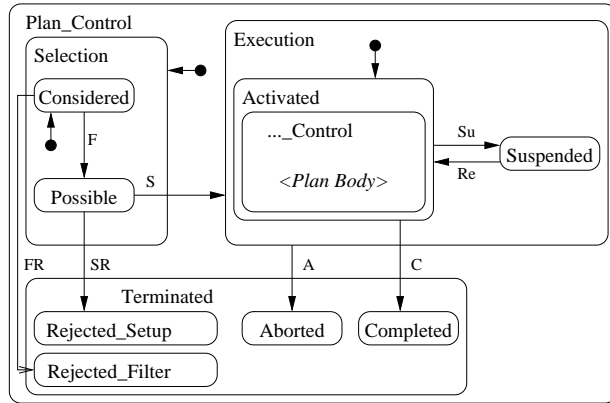 Plan_Control
Selection
Execution
Considered
Activated
..._Control
F
Su
Suspended
<Plan Body>
Re
Possible
S
FR
SR
A
C
Terminated
Rejected_Setup
Aborted
Completed
Rejected_Filter